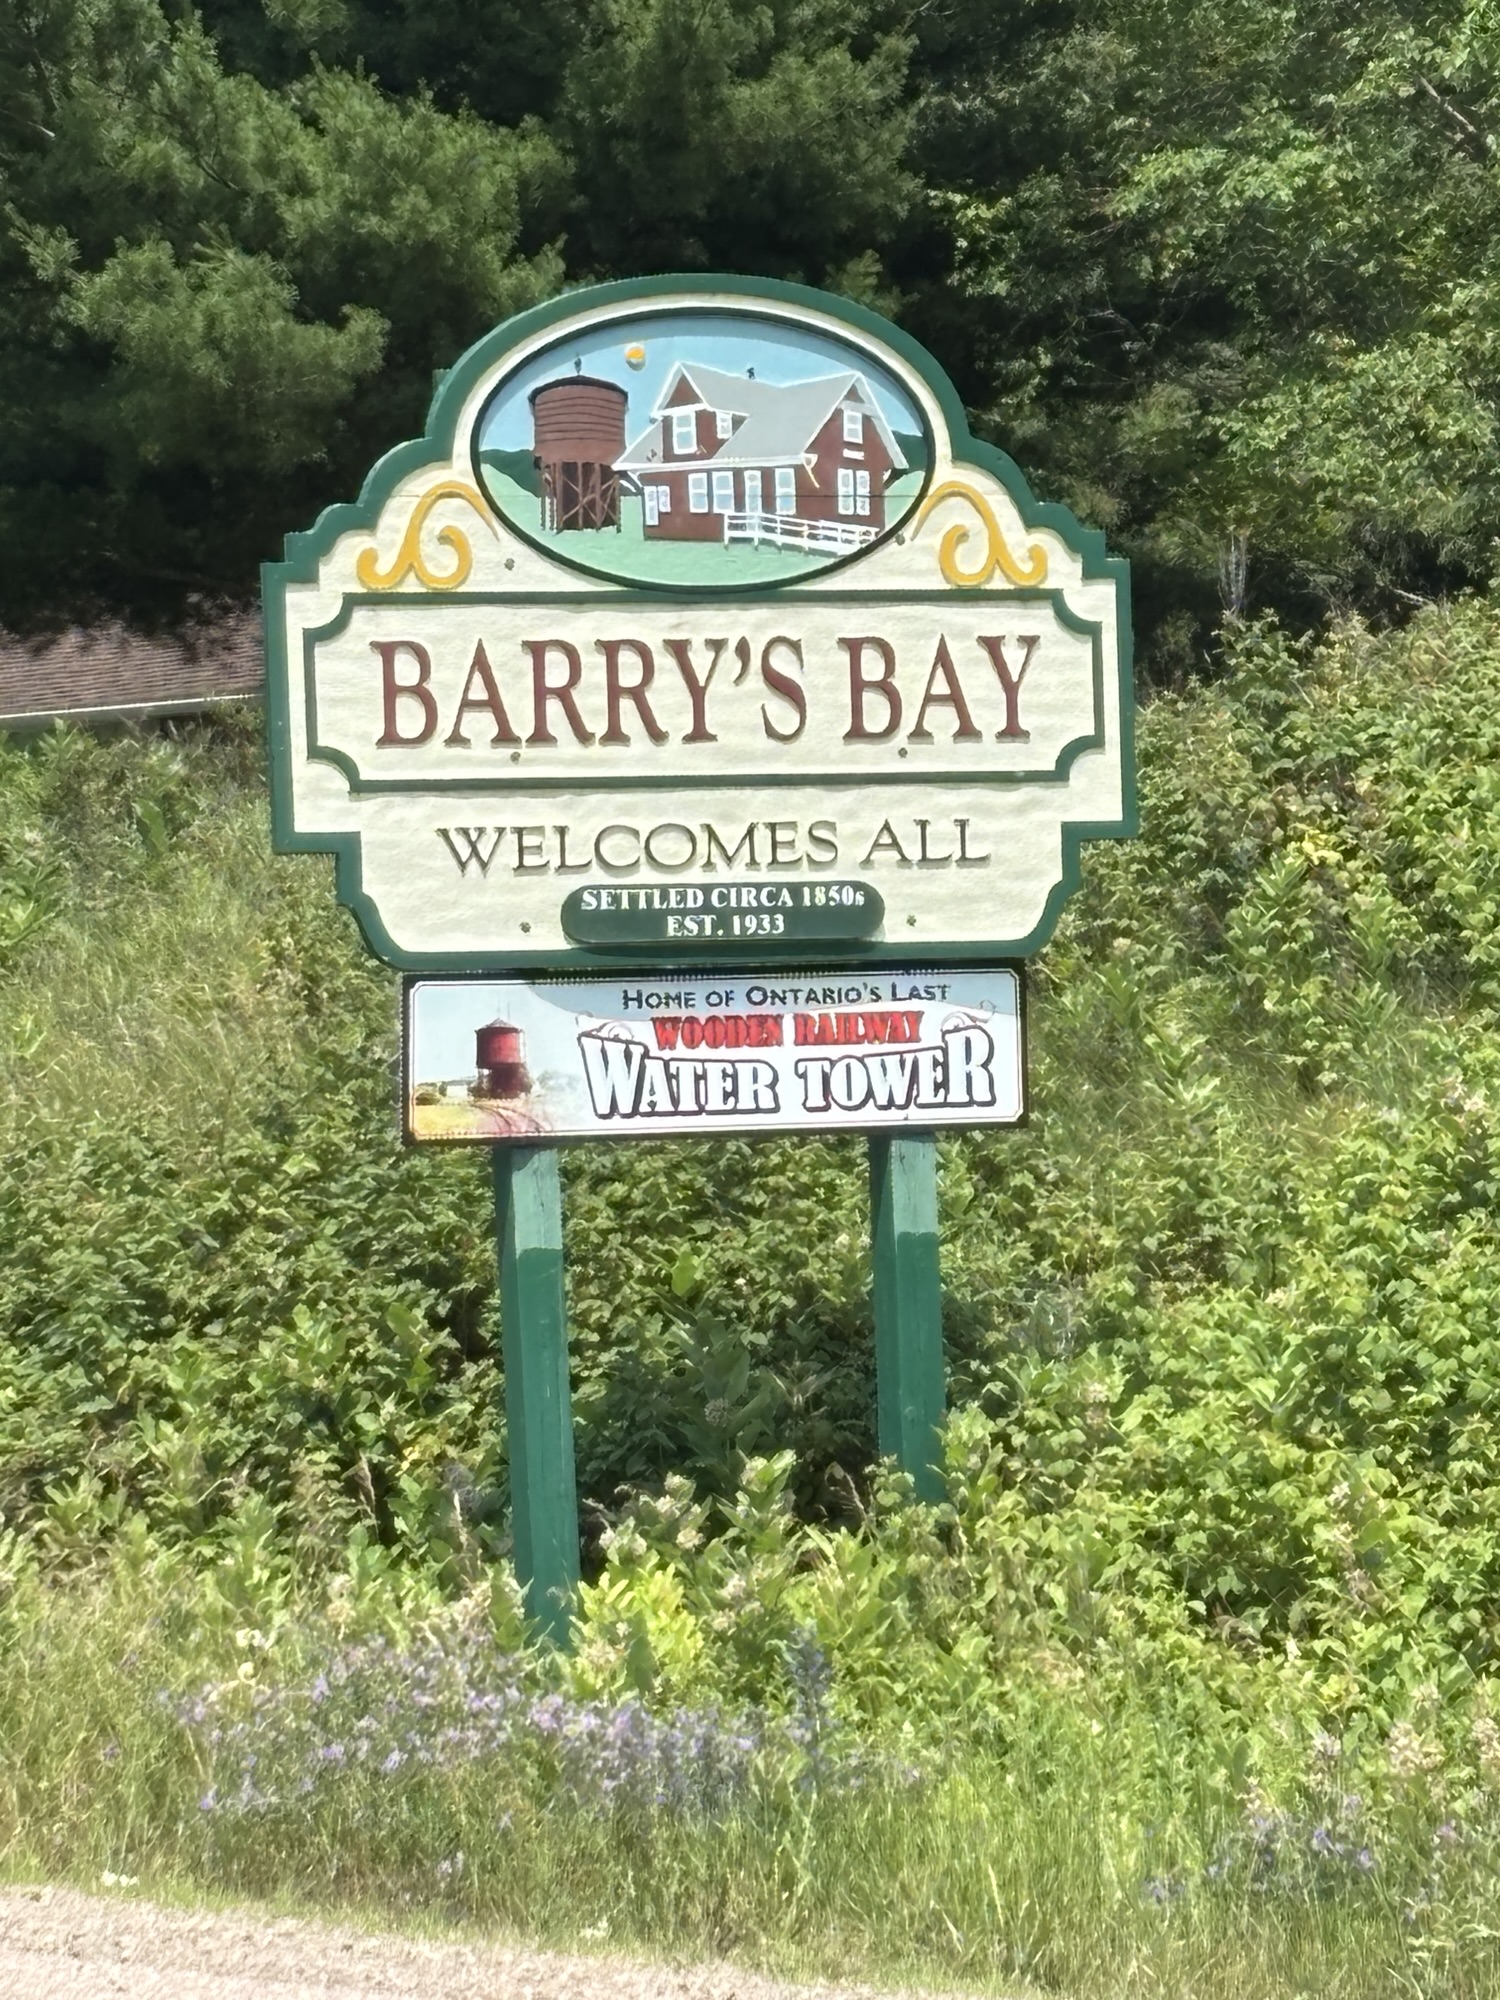 BARRY'S BAY
WELCOMES ALL
SETTLED CIRCA 1850s
EST. 1933
HOME OF ONTARIO'S LAST
WOODEN RAILWAY
WATER TOWER